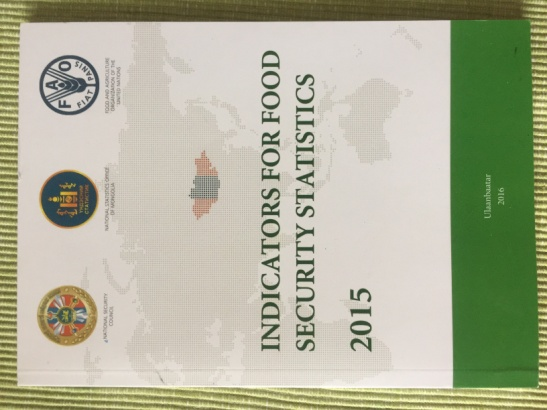 NATIONAL SECURITY
COUNCIL
NATIONAL STATISTICS OFFICE
OF MONGOLIA
FAO
FIAT PANIS
FOOD AND AGRICULTURE
ORGANIZATION OF THE
UNITED NATIONS
INDICATORS FOR FOOD
SECURITY STATISTICS
2015
Ulaanbaatar
2016